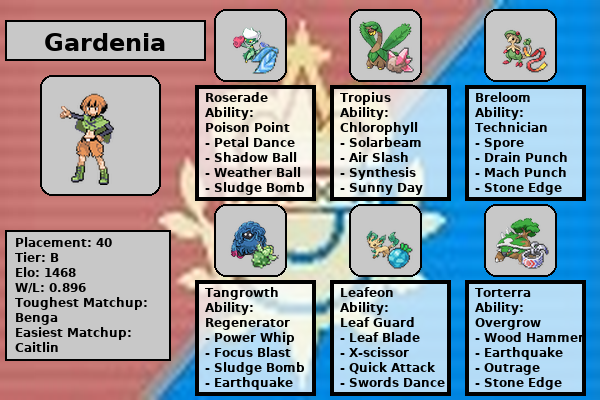 Gardenia
Roserade
Ability:
Poison Point
- Petal Dance
- Shadow Ball
- Weather Ball
- Sludge Bomb
Tropius
Ability:
Chlorophyll
- Solarbeam
- Air Slash
- Synthesis
- Sunny Day
Breloom
Ability:
Technician
- Spore
- Drain Punch
- Mach Punch
- Stone Edge
Placement: 40
Tier: B
Elo: 1468
W/L: 0.896
Toughest Matchup:
Benga
Easiest Matchup:
Caitlin
Tangrowth
Ability:
Regenerator
- Power Whip
- Focus Blast
- Sludge Bomb
- Earthquake
Leafeon
Ability:
Leaf Guard
- Leaf Blade
- X-scissor
- Quick Attack
- Swords Dance
Torterra
Ability:
Overgrow
- Wood Hammer
- Earthquake
- Outrage
- Stone Edge